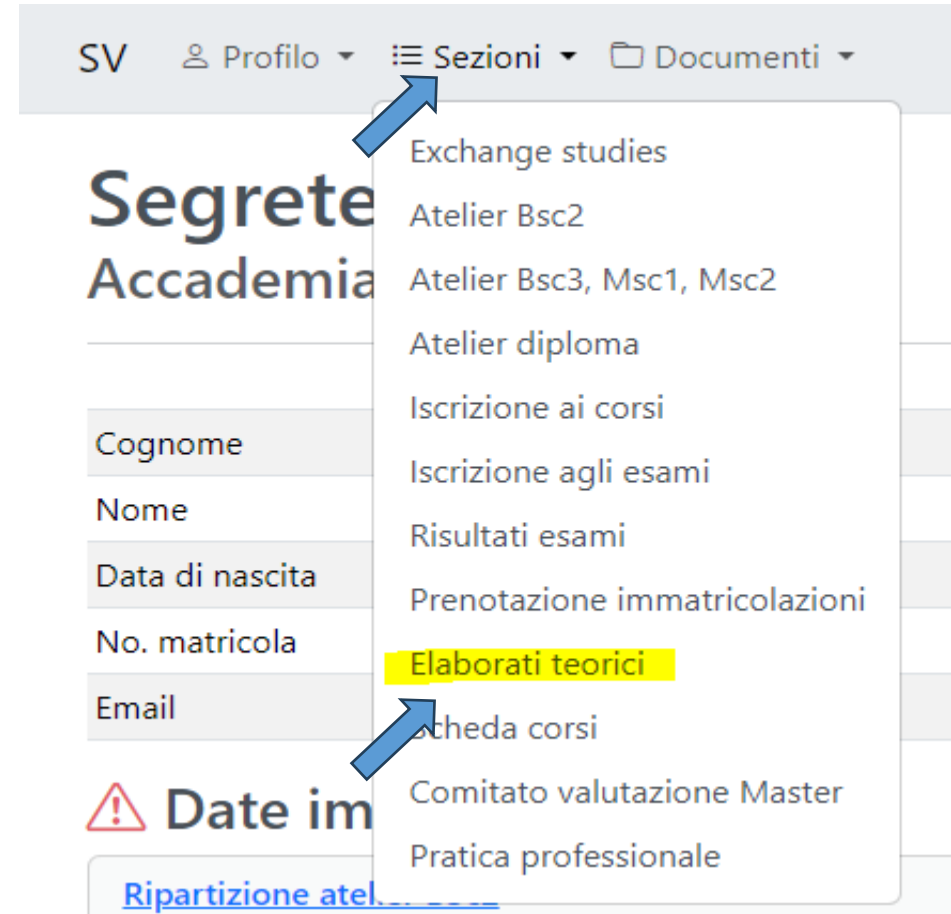 SV Profilo Sezioni Documenti
Exchange studies
Atelier Bsc2
Atelier Bsc3, Msc1, Msc2
Atelier diploma
Iscrizione ai corsi
Iscrizione agli esami
Risultati esami
Prenotazione immatricolazioni
Elaborati teorici
Scheda corsi
Comitato valutazione Master
Pratica professionale
Segrete
Accademia
Cognome
Nome
Data di nascita
No. matricola
Email
Date im
Ripartizione